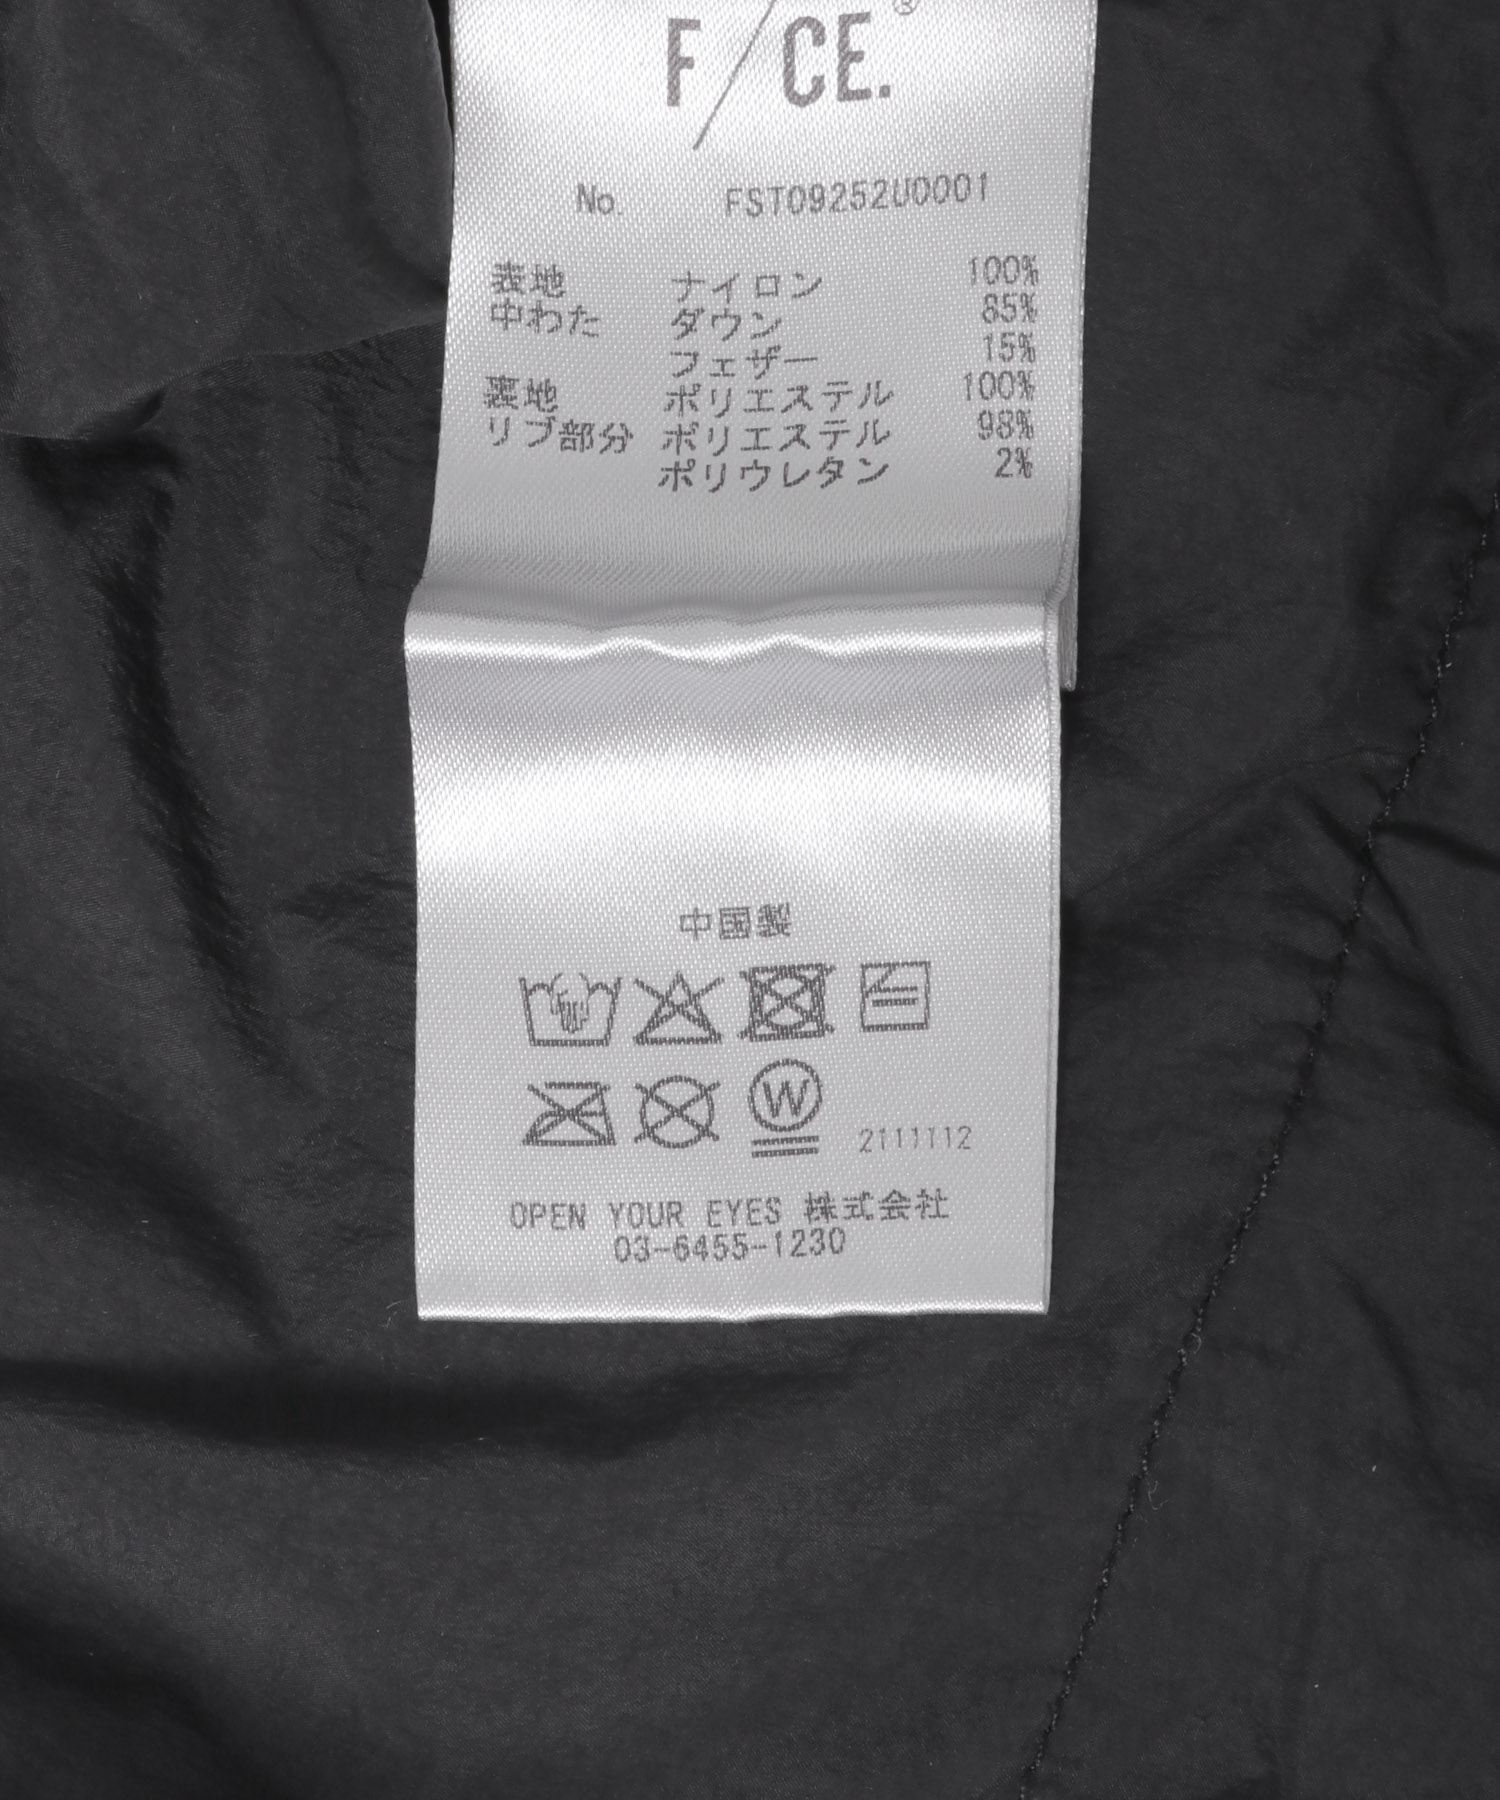 F/CE.®
No. FST09252U0001
表地 ナイロン 100%
中わた ダウン 85%
フェザー 15%
裏地 ポリエステル 100%
リブ部分 ポリエステル 98%
ポリウレタン 2%
中国製
W
2111112
OPEN YOUR EYES 株式会社
03-6455-1230